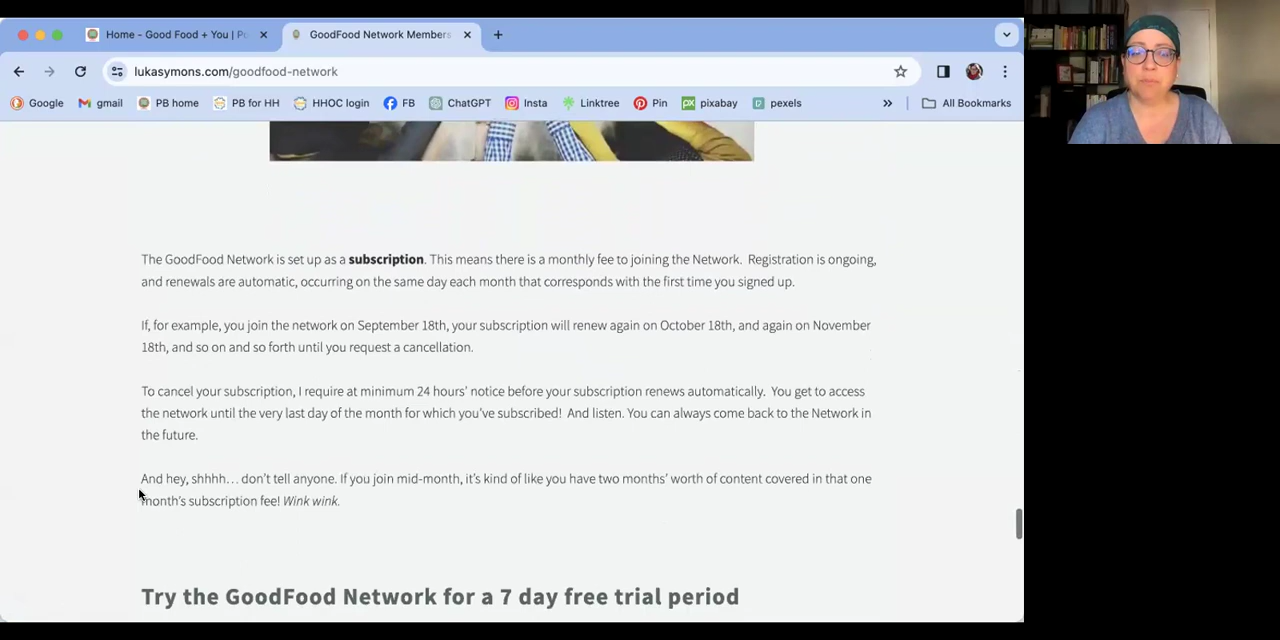 Home - Good Food + You | P
GoodFood Network Members
lukasymons.com/goodfood-network
Google
gmail
PB home
PB for HH
HHOC login
FB
ChatGPT
Insta
Linktree
Pin
pixabay
pexels
»
All Bookmarks
The GoodFood Network is set up as a subscription. This means there is a monthly fee to joining the Network. Registration is ongoing,
and renewals are automatic, occurring on the same day each month that corresponds with the first time you signed up.
If, for example, you join the network on September 18th, your subscription will renew again on October 18th, and again on November
18th, and so on and so forth until you request a cancellation.
To cancel your subscription, I require at minimum 24 hours’ notice before your subscription renews automatically. You get to access
the network until the very last day of the month for which you’ve subscribed! And listen. You can always come back to the Network in
the future.
And hey, shhhh… don’t tell anyone. If you join mid-month, it’s kind of like you have two months’ worth of content covered in that one
month’s subscription fee! Wink wink.
Try the GoodFood Network for a 7 day free trial period